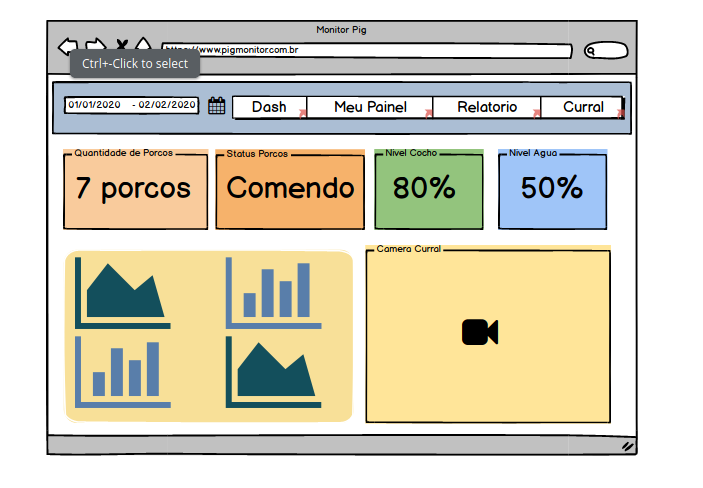 Monitor Pig
https://www.pigmonitor.com.br
Ctrl+-Click to select
01/01/2020 - 02/02/2020
Dash
Meu Painel
Relatorio
Curral
Quantidade de Porcos
7 porcos
Status Porcos
Comendo
Nivel Cocho
80%
Nivel Agua
50%
Camera Curral